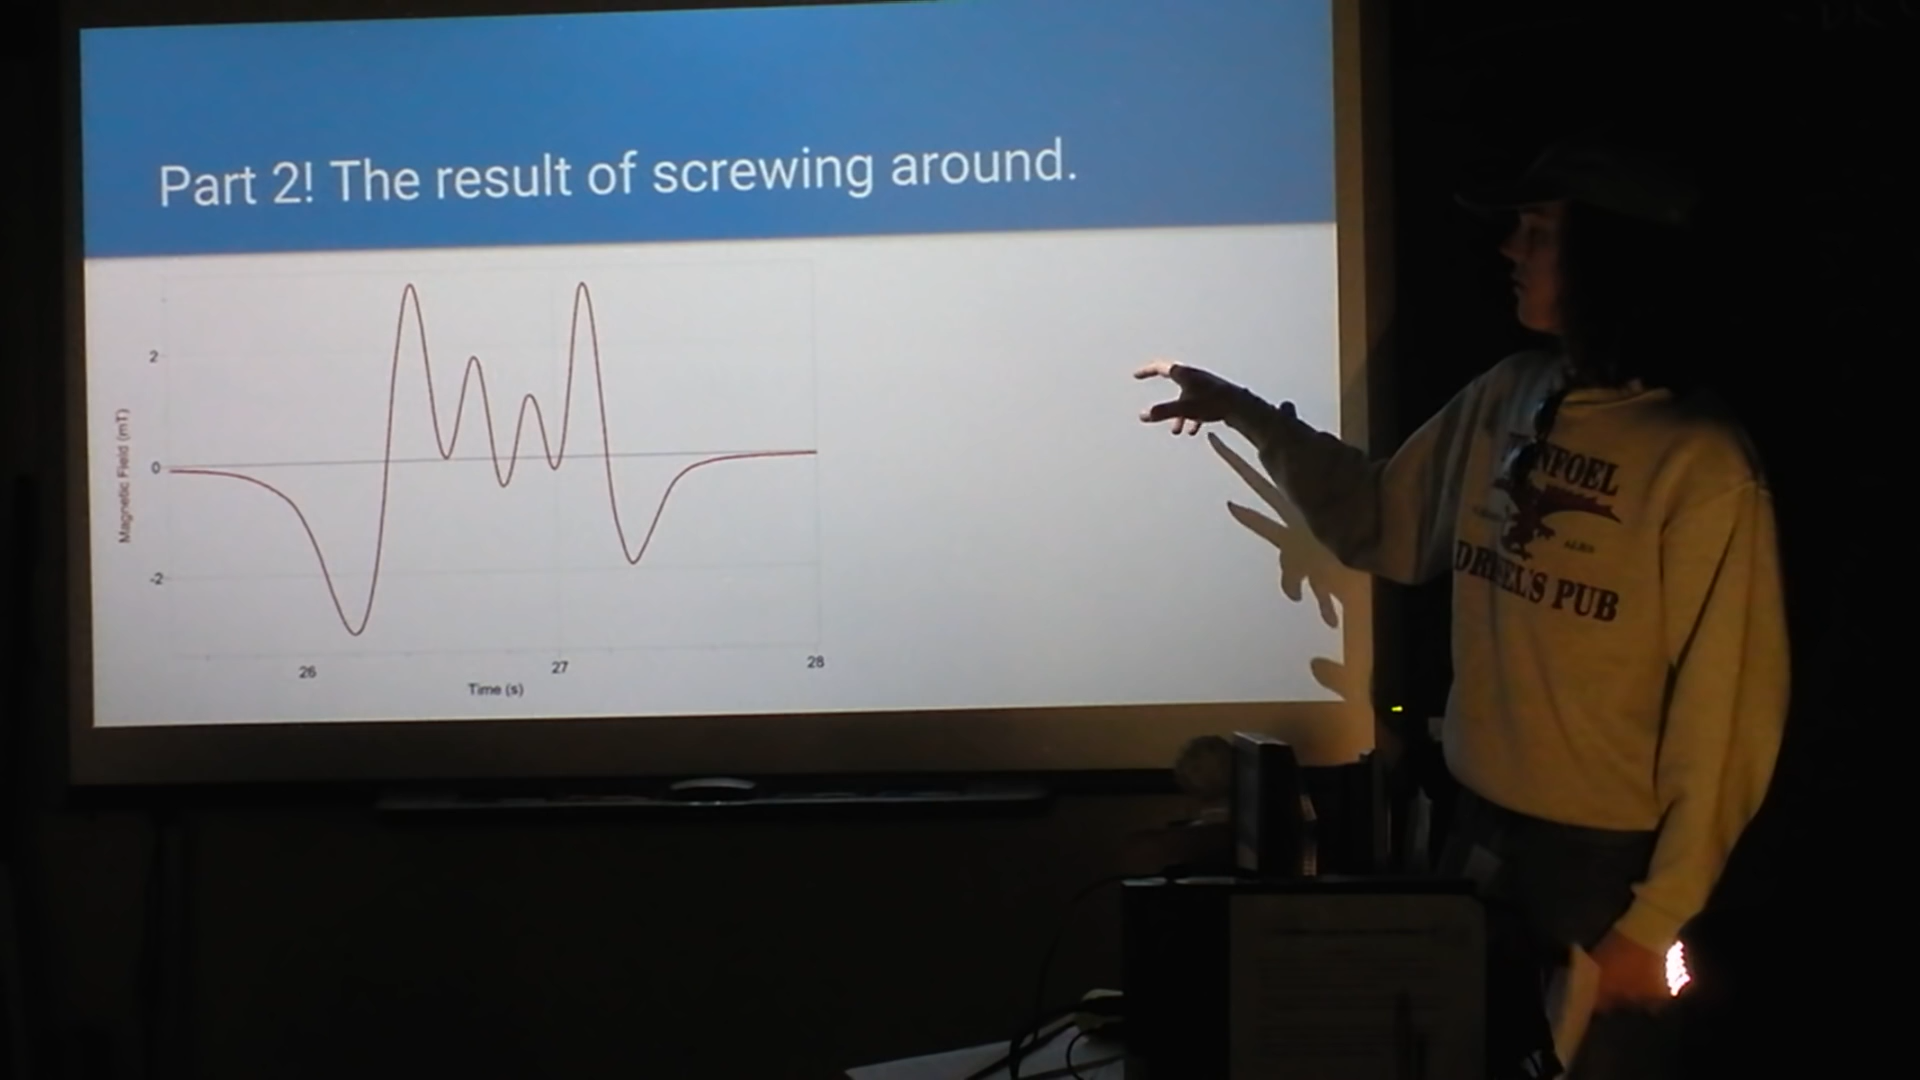 Part 2! The result of screwing around.
2
0
-2
Magnetic Field (mT)
26
27
28
Time (s)
PUB